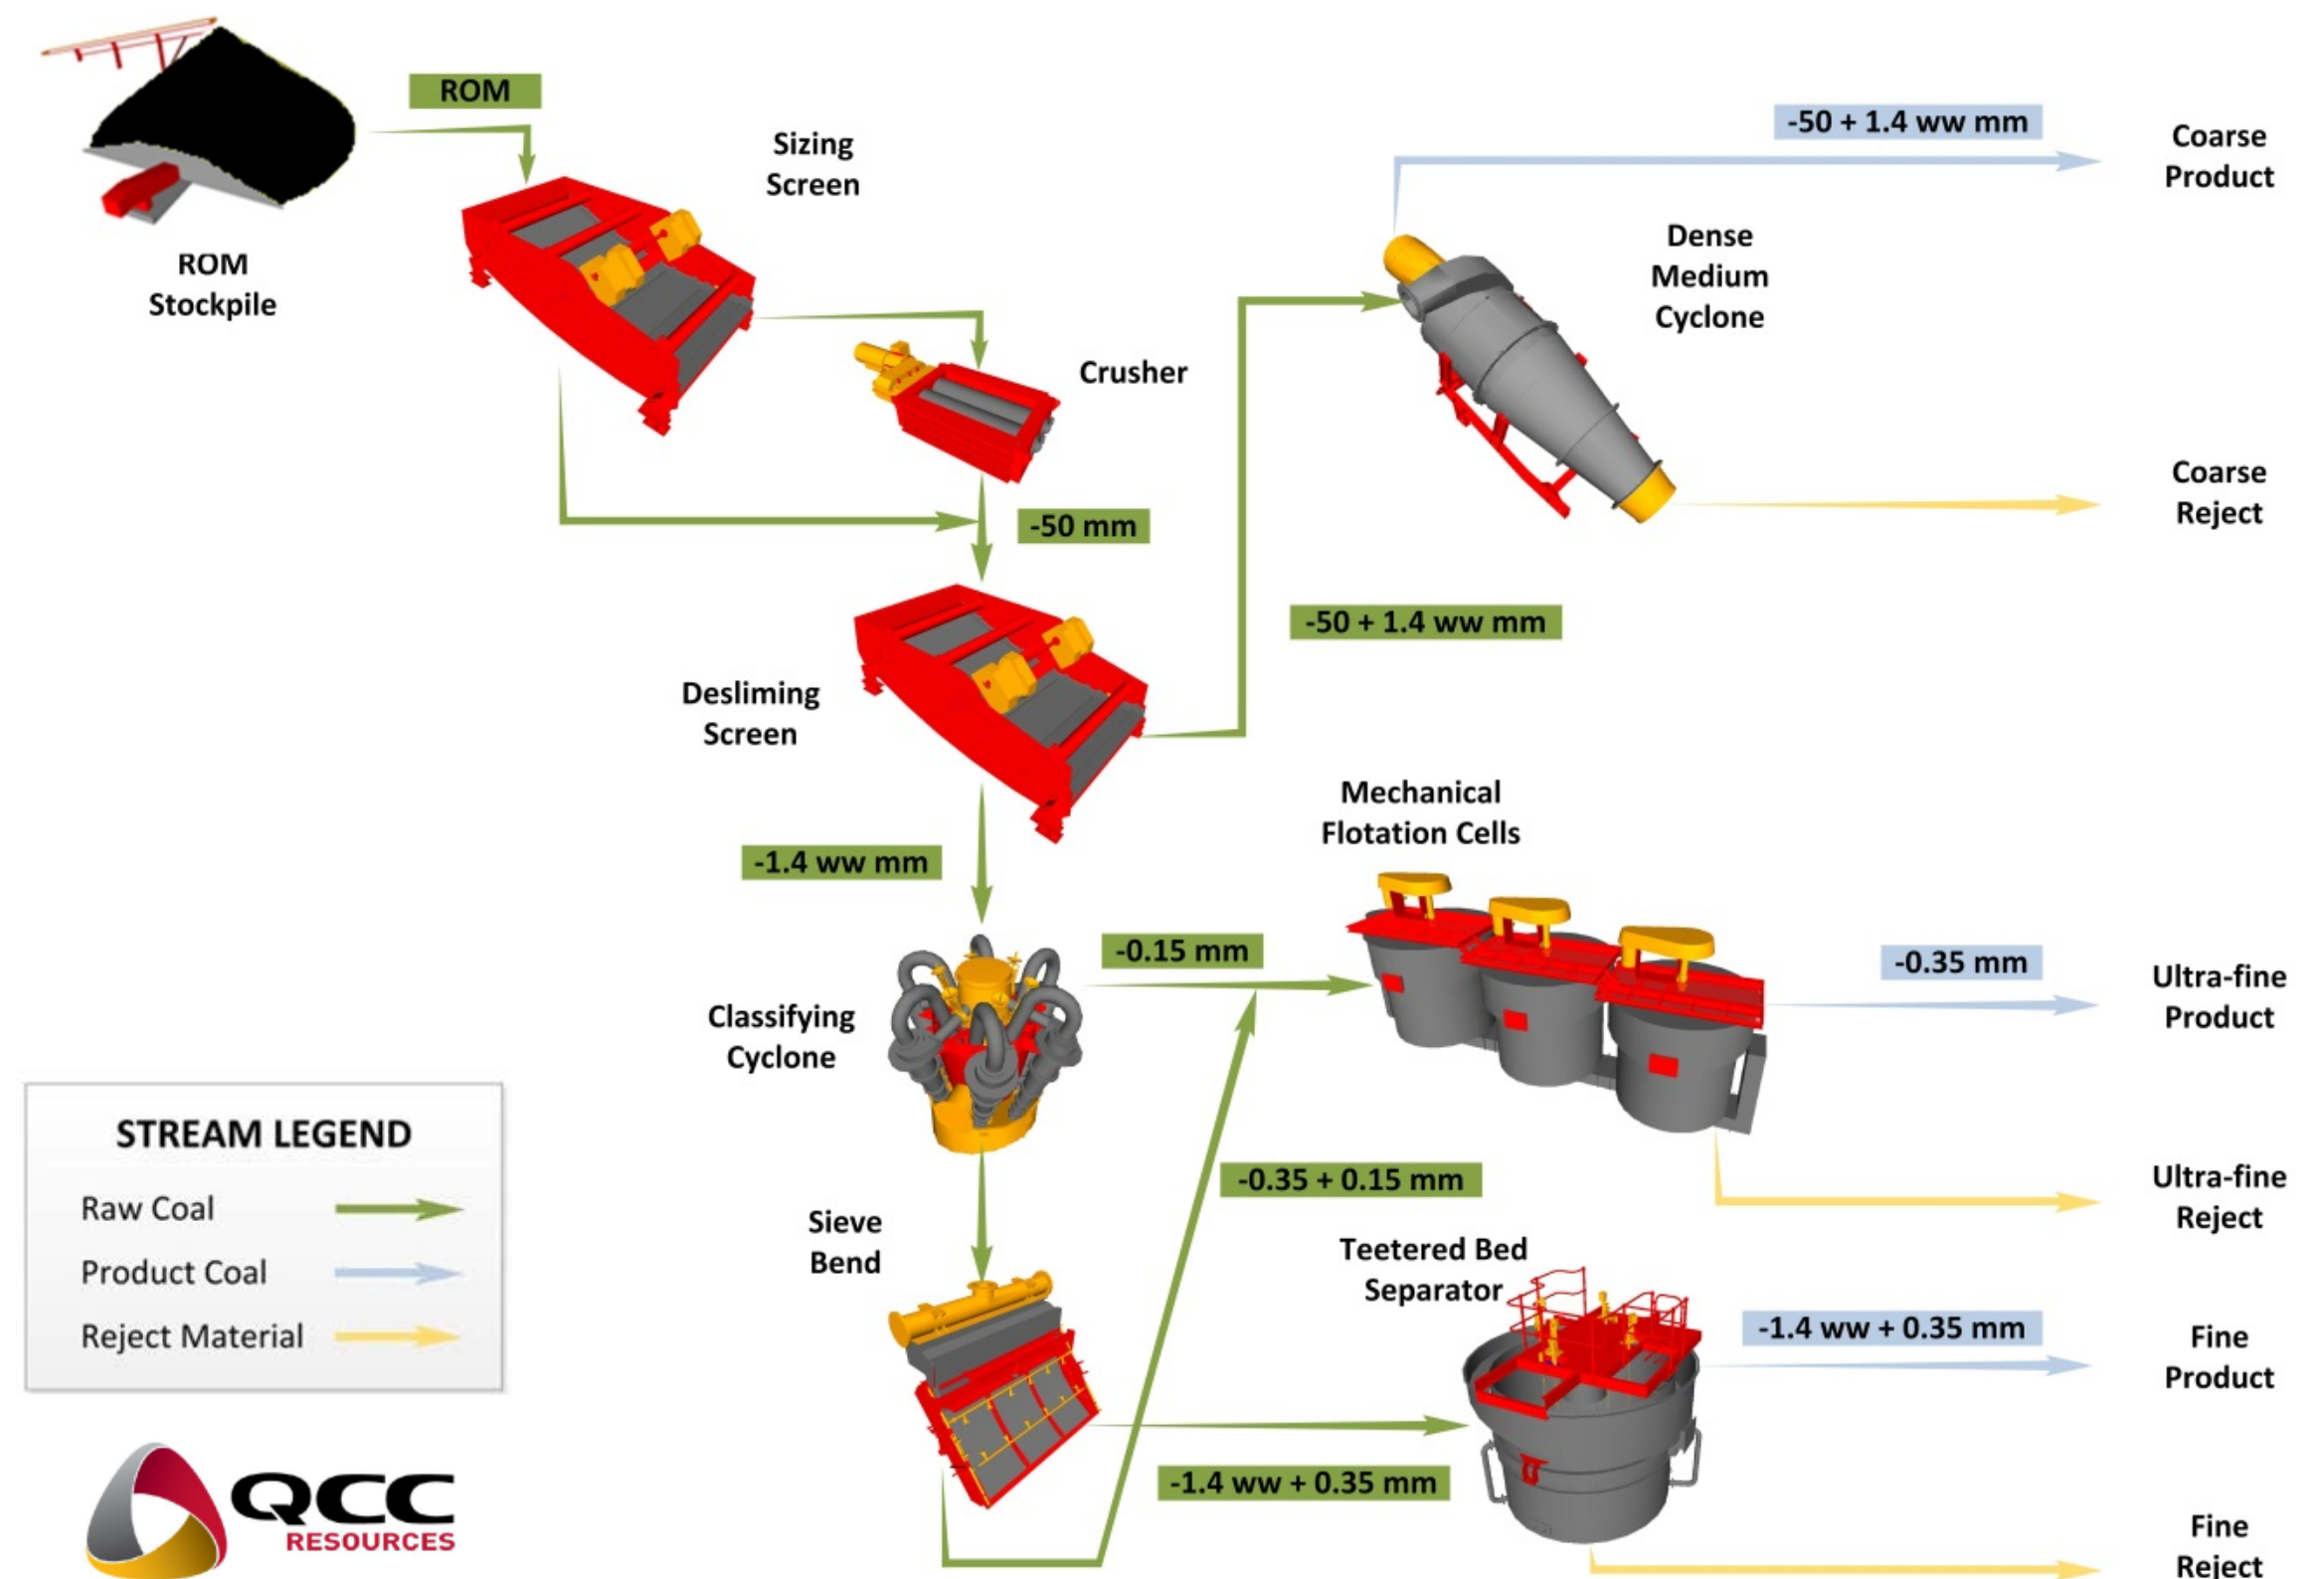 ROM
Sizing
Screen
ROM
Stockpile
-50 + 1.4 ww mm
Coarse
Product
Dense
Medium
Cyclone
Crusher
Coarse
Reject
-50 mm
-50 + 1.4 ww mm
Desliming
Screen
Mechanical
Flotation Cells
-1.4 ww mm
-0.15 mm
-0.35 mm
Ultra-fine
Product
Classifying
Cyclone
-0.35 + 0.15 mm
Ultra-fine
Reject
Sieve
Bend
Teetered Bed
Separator
-1.4 ww + 0.35 mm
Fine
Product
-1.4 ww + 0.35 mm
Fine
Reject
STREAM LEGEND
Raw Coal
Product Coal
Reject Material
QCC
RESOURCES